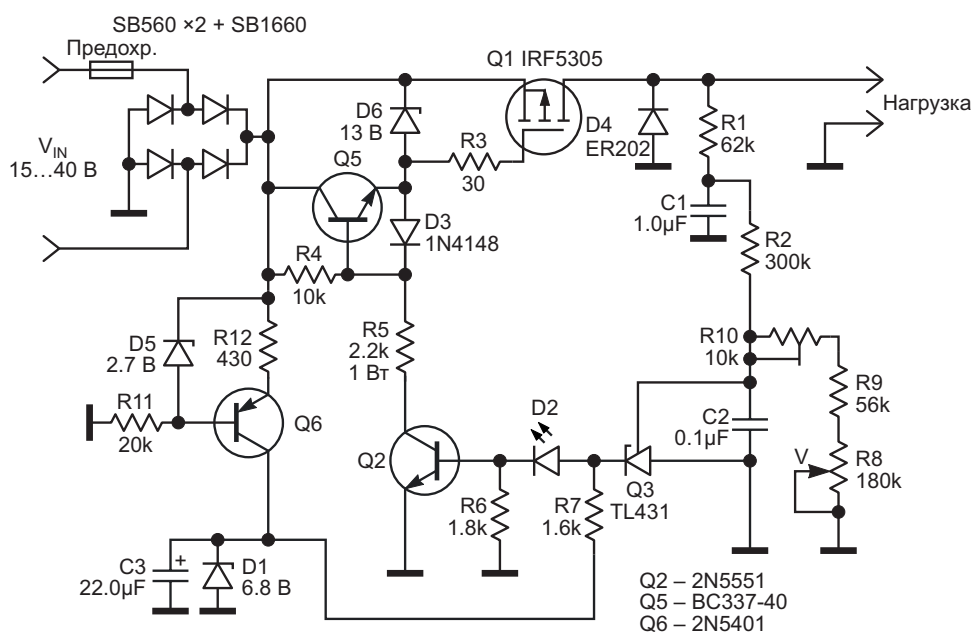 SB560 ×2 + SB1660
Предохр.
V_IN
15…40 В
Q1 IRF5305
D6
13 В
R3
30
D4
ER202
R1
62k
Нагрузка
Q5
D3
1N4148
C1
1.0µF
R2
300k
R4
10k
R5
2.2k
1 Вт
R12
430
D5
2.7 В
R11
20k
Q6
R10
10k
R9
56k
C2
0.1µF
R8
180k
V
D2
Q2
Q3
TL431
R6
1.8k
R7
1.6k
C3
22.0µF
+
D1
6.8 В
Q2 – 2N5551
Q5 – BC337-40
Q6 – 2N5401